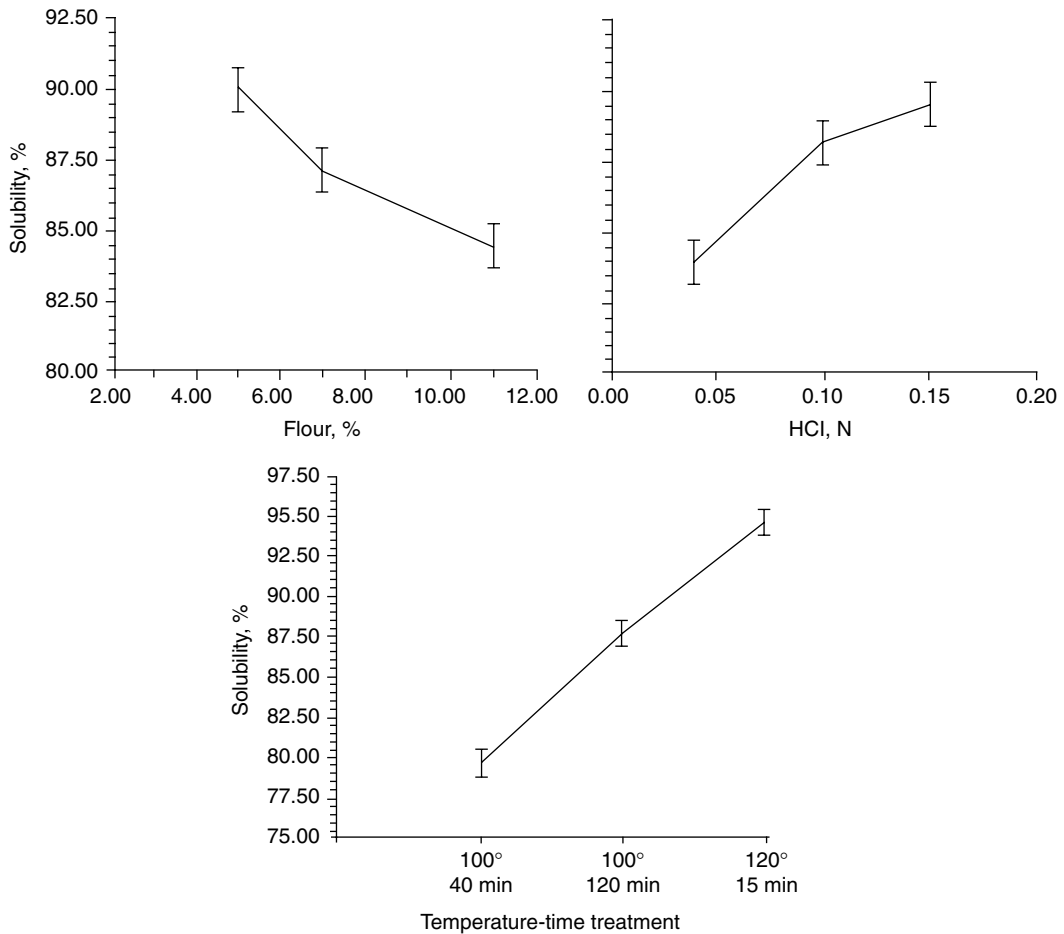 92.50
90.00
87.50
85.00
82.50
80.00
Solubility, %
2.00 4.00 6.00 8.00 10.00 12.00
Flour, %
0.00 0.05 0.10 0.15 0.20
HCl, N
97.50
95.50
92.50
90.00
87.50
85.00
82.50
80.00
77.50
75.00
Solubility, %
100° 100° 120°
40 min 120 min 15 min
Temperature-time treatment